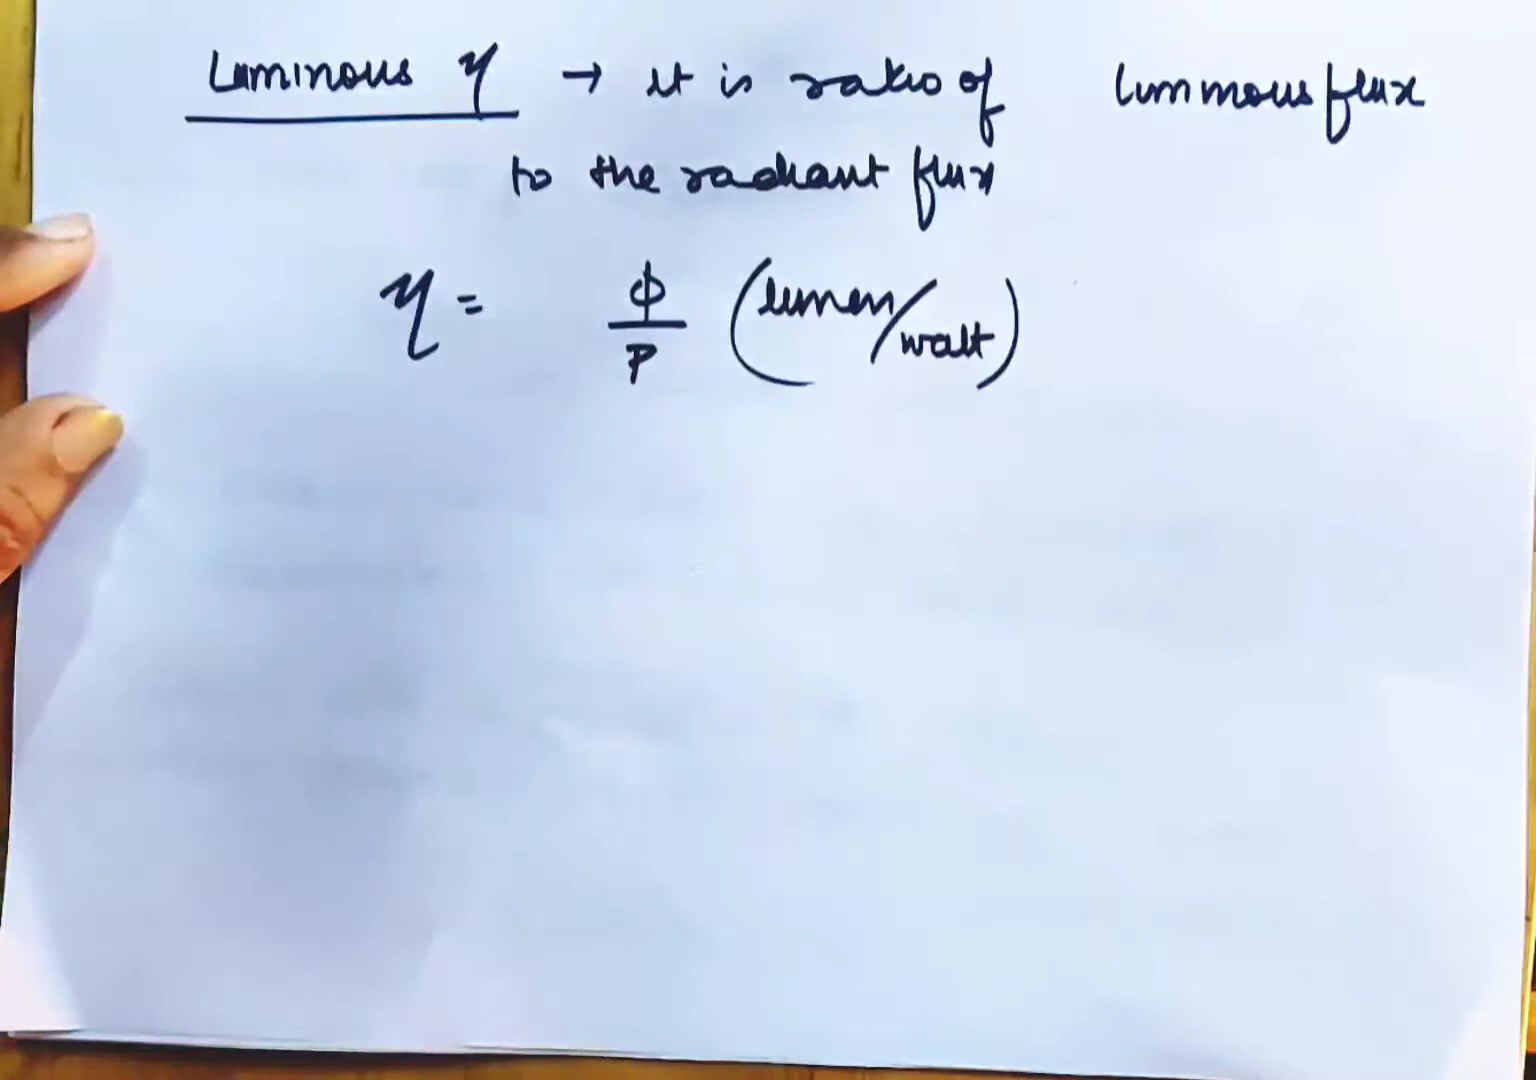 Luminous η → it is ratio of luminous flux
to the radiant flux
η = ϕ/P (lumen/watt)